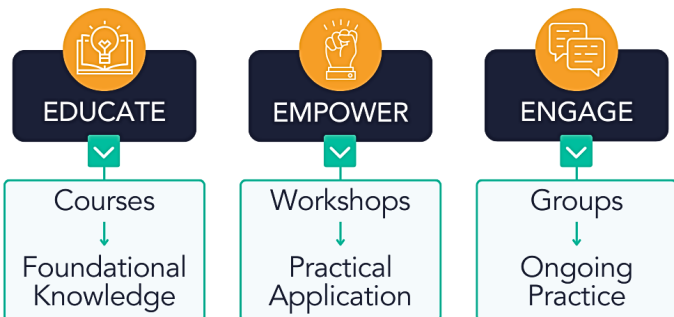 EDUCATE
EMPOWER
ENGAGE
Courses
Foundational
Knowledge
Workshops
Practical
Application
Groups
Ongoing
Practice